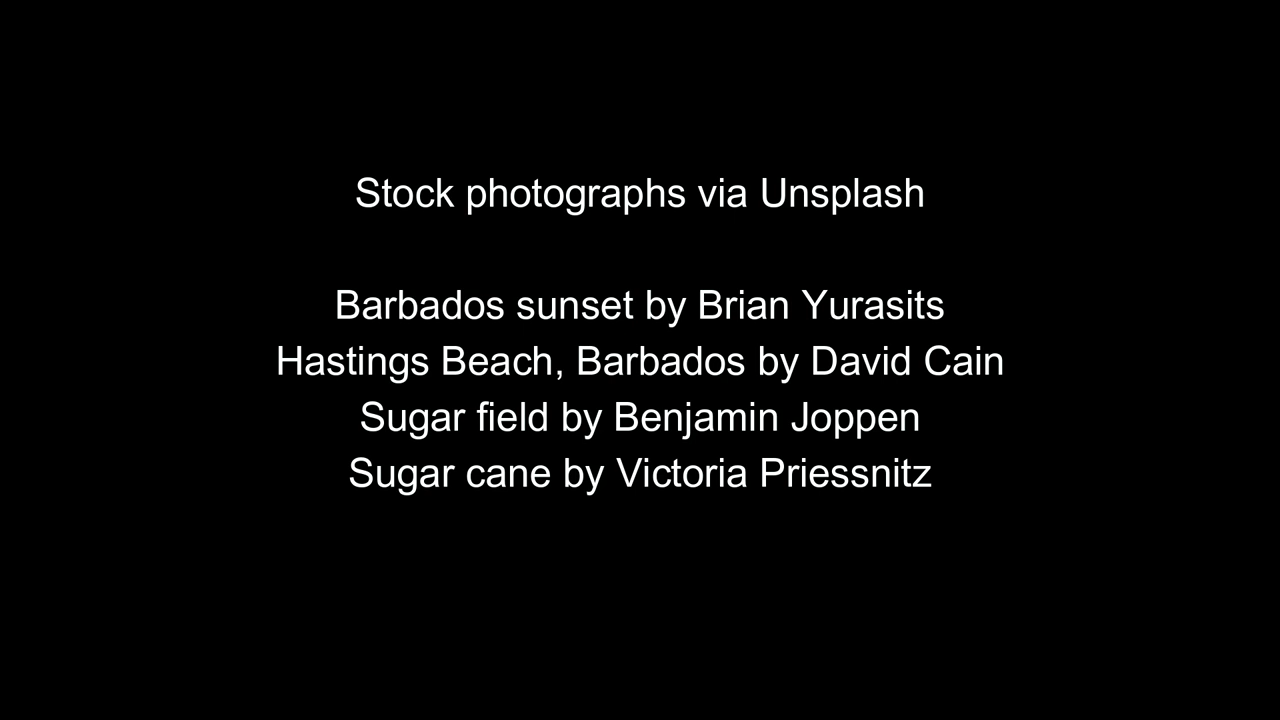 Stock photographs via Unsplash
Barbados sunset by Brian Yurasits
Hastings Beach, Barbados by David Cain
Sugar field by Benjamin Joppen
Sugar cane by Victoria Priessnitz